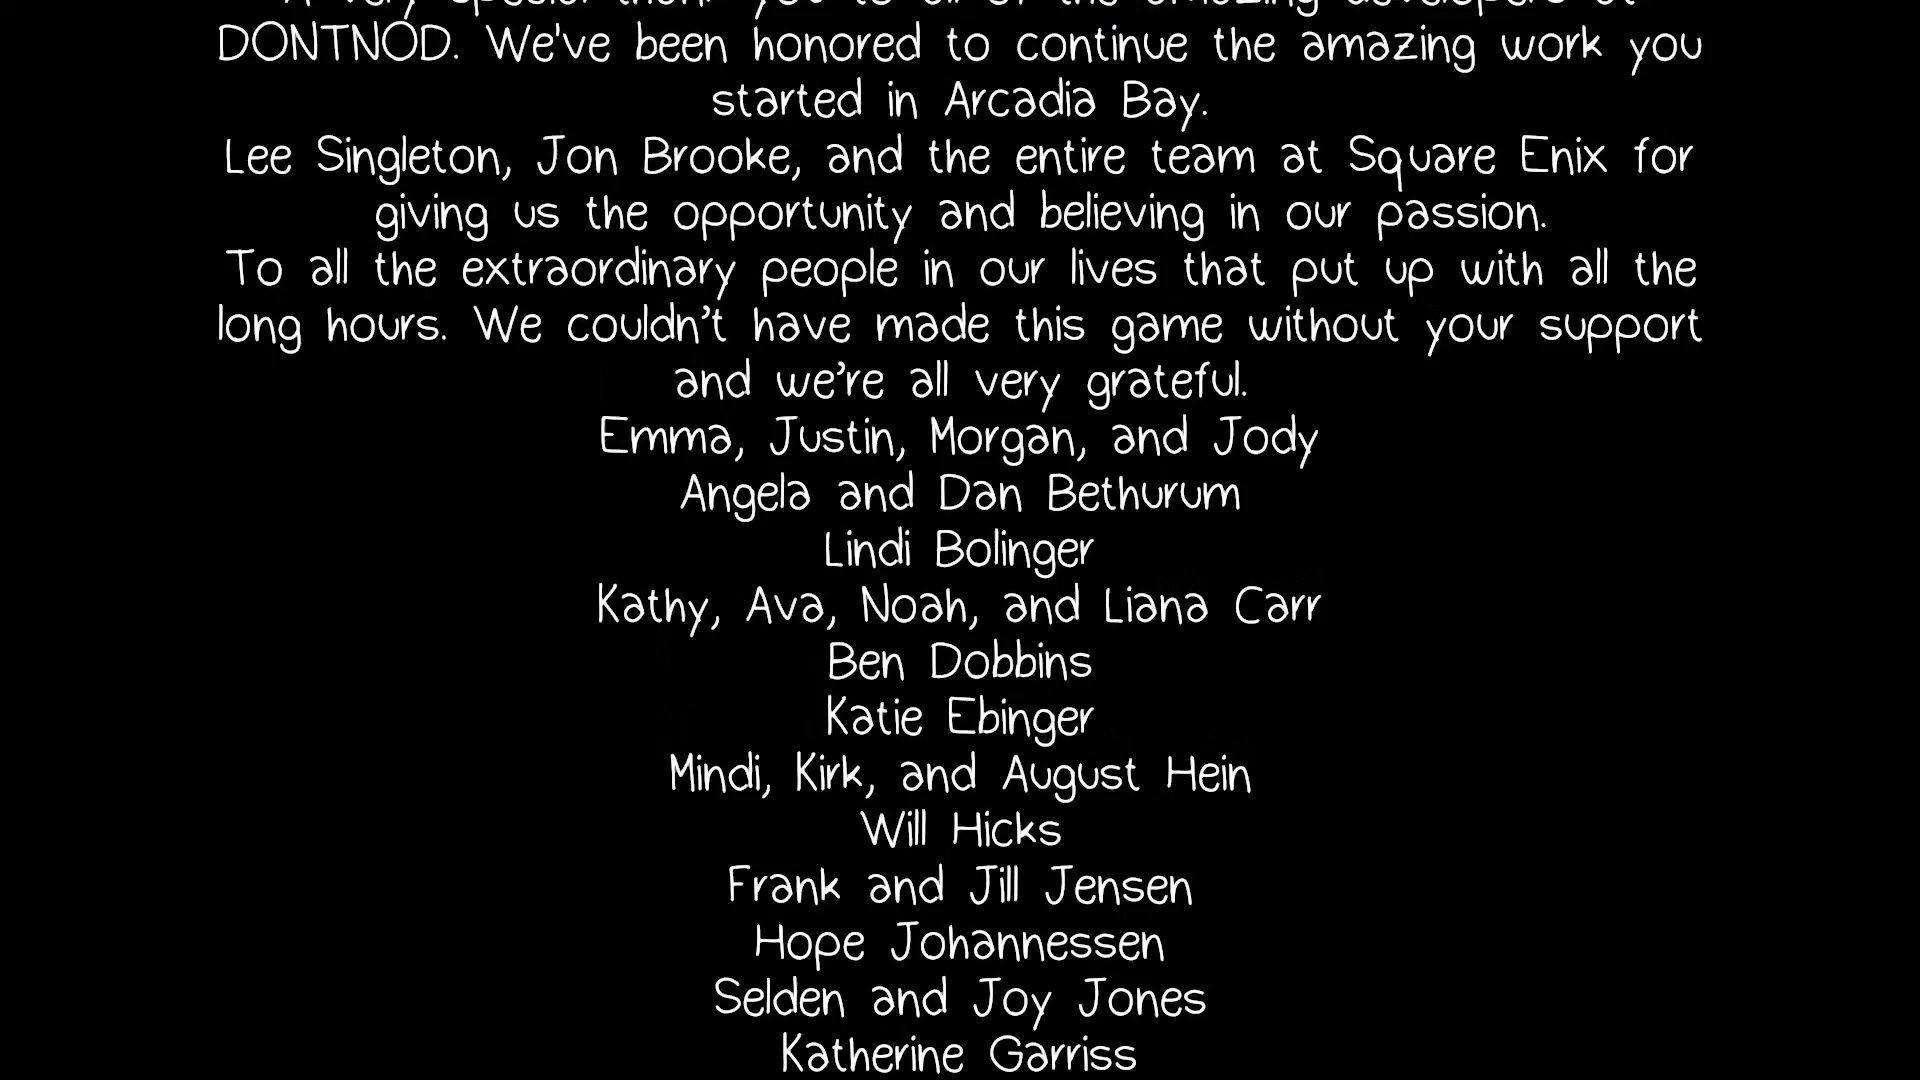 A very special thank you to all of the amazing developers at
DONTNOD. We've been honored to continue the amazing work you
started in Arcadia Bay.
Lee Singleton, Jon Brooke, and the entire team at Square Enix for
giving us the opportunity and believing in our passion.
To all the extraordinary people in our lives that put up with all the
long hours. We couldn’t have made this game without your support
and we’re all very grateful.
Emma, Justin, Morgan, and Jody
Angela and Dan Bethurum
Lindi Bolinger
Kathy, Ava, Noah, and Liana Carr
Ben Dobbins
Katie Ebinger
Mindi, Kirk, and August Hein
Will Hicks
Frank and Jill Jensen
Hope Johannessen
Selden and Joy Jones
Katherine Garriss